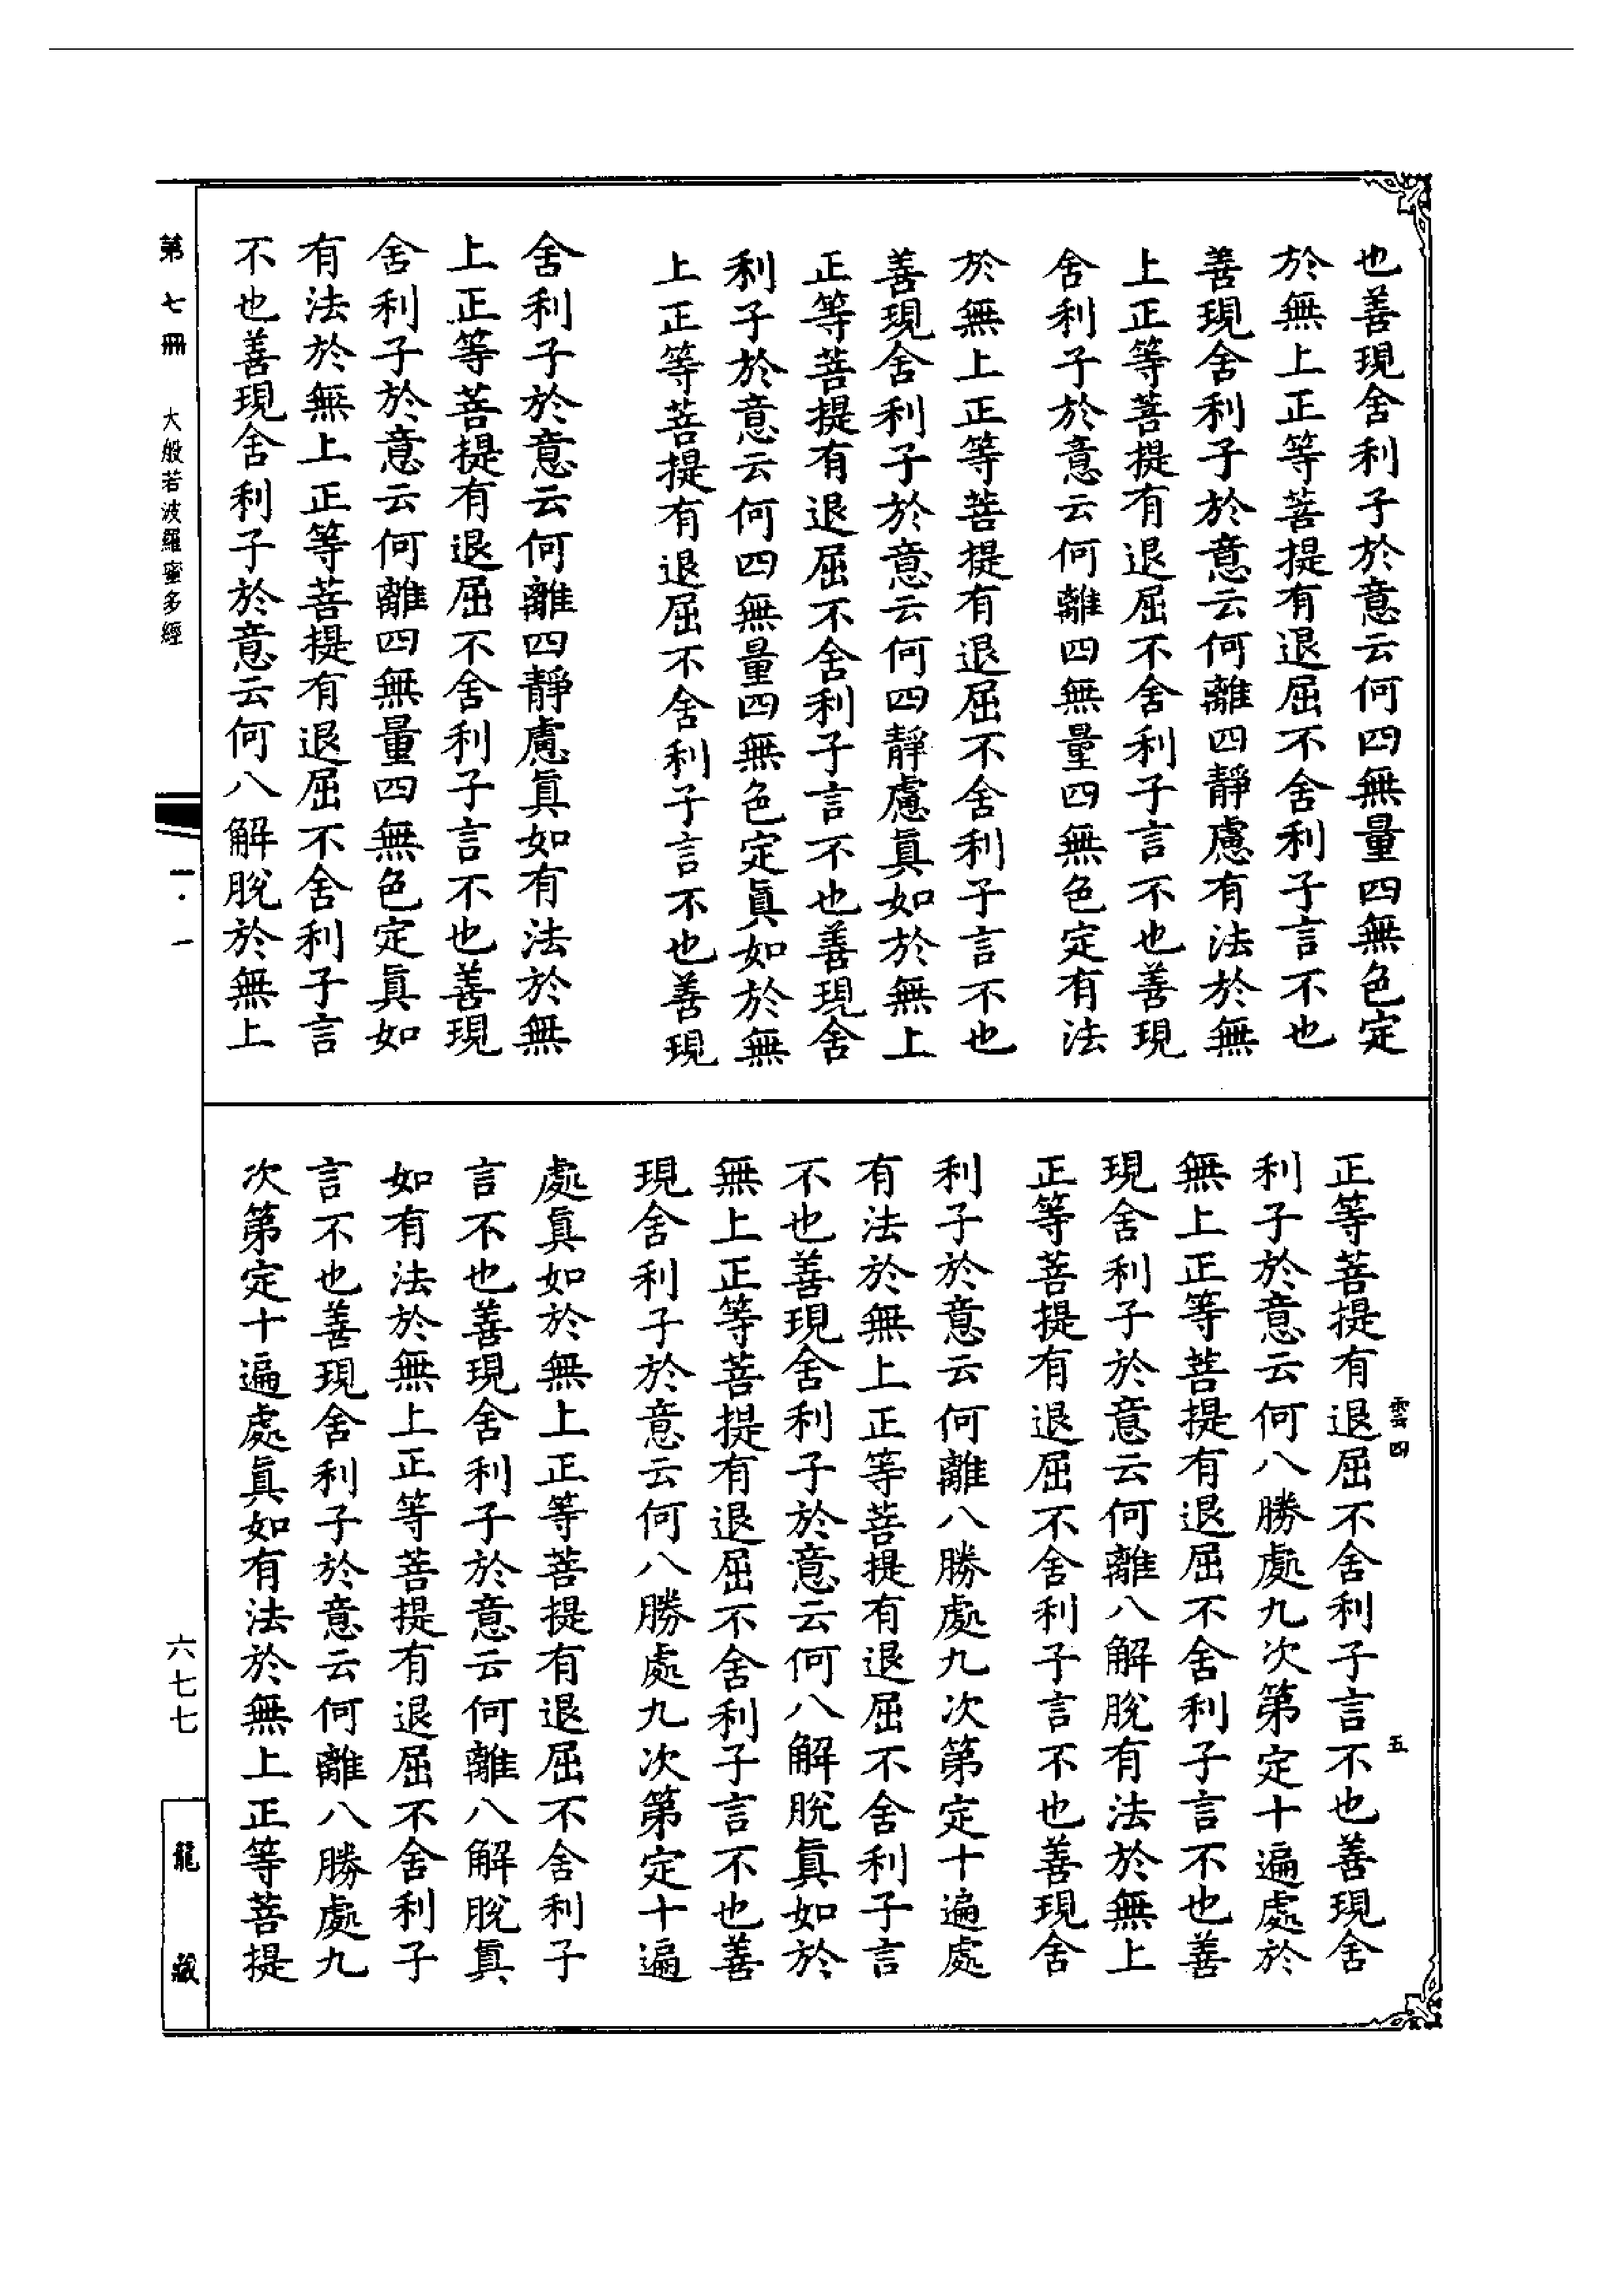 也善現舍利子於意云何四無量四無色定
於無上正等菩提有退屈不舍利子言不也
善現舍利子於意云何離四靜慮有法於無
上正等菩提有退屈不舍利子言不也善現
舍利子於意云何離四無量四無色定有法
於無上正等菩提有退屈不舍利子言不也
善現舍利子於意云何四靜慮真如於無上
正等菩提有退屈不舍利子言不也善現舍
利子於意云何四無量四無色定真如於無
上正等菩提有退屈不舍利子言不也善現
舍利子於意云何離四靜慮真如有法於無
上正等菩提有退屈不舍利子言不也善現
舍利子於意云何離四無量四無色定真如
有法於無上正等菩提有退屈不舍利子言
不也善現舍利子於意云何八解脫於無上
雲四
五
正等菩提有退屈不舍利子言不也善現舍
利子於意云何八勝處九次第定十遍處於
無上正等菩提有退屈不舍利子言不也善
現舍利子於意云何離八解脫有法於無上
正等菩提有退屈不舍利子言不也善現舍
利子於意云何離八勝處九次第定十遍處
有法於無上正等菩提有退屈不舍利子言
不也善現舍利子於意云何八解脫真如於
無上正等菩提有退屈不舍利子言不也善
現舍利子於意云何八勝處九次第定十遍
處真如於無上正等菩提有退屈不舍利子
言不也善現舍利子於意云何離八解脫真
如有法於無上正等菩提有退屈不舍利子
言不也善現舍利子於意云何離八勝處九
次第定十遍處真如有法於無上正等菩提
第七冊 大般若波羅蜜多經
一·一
六七七
龍藏